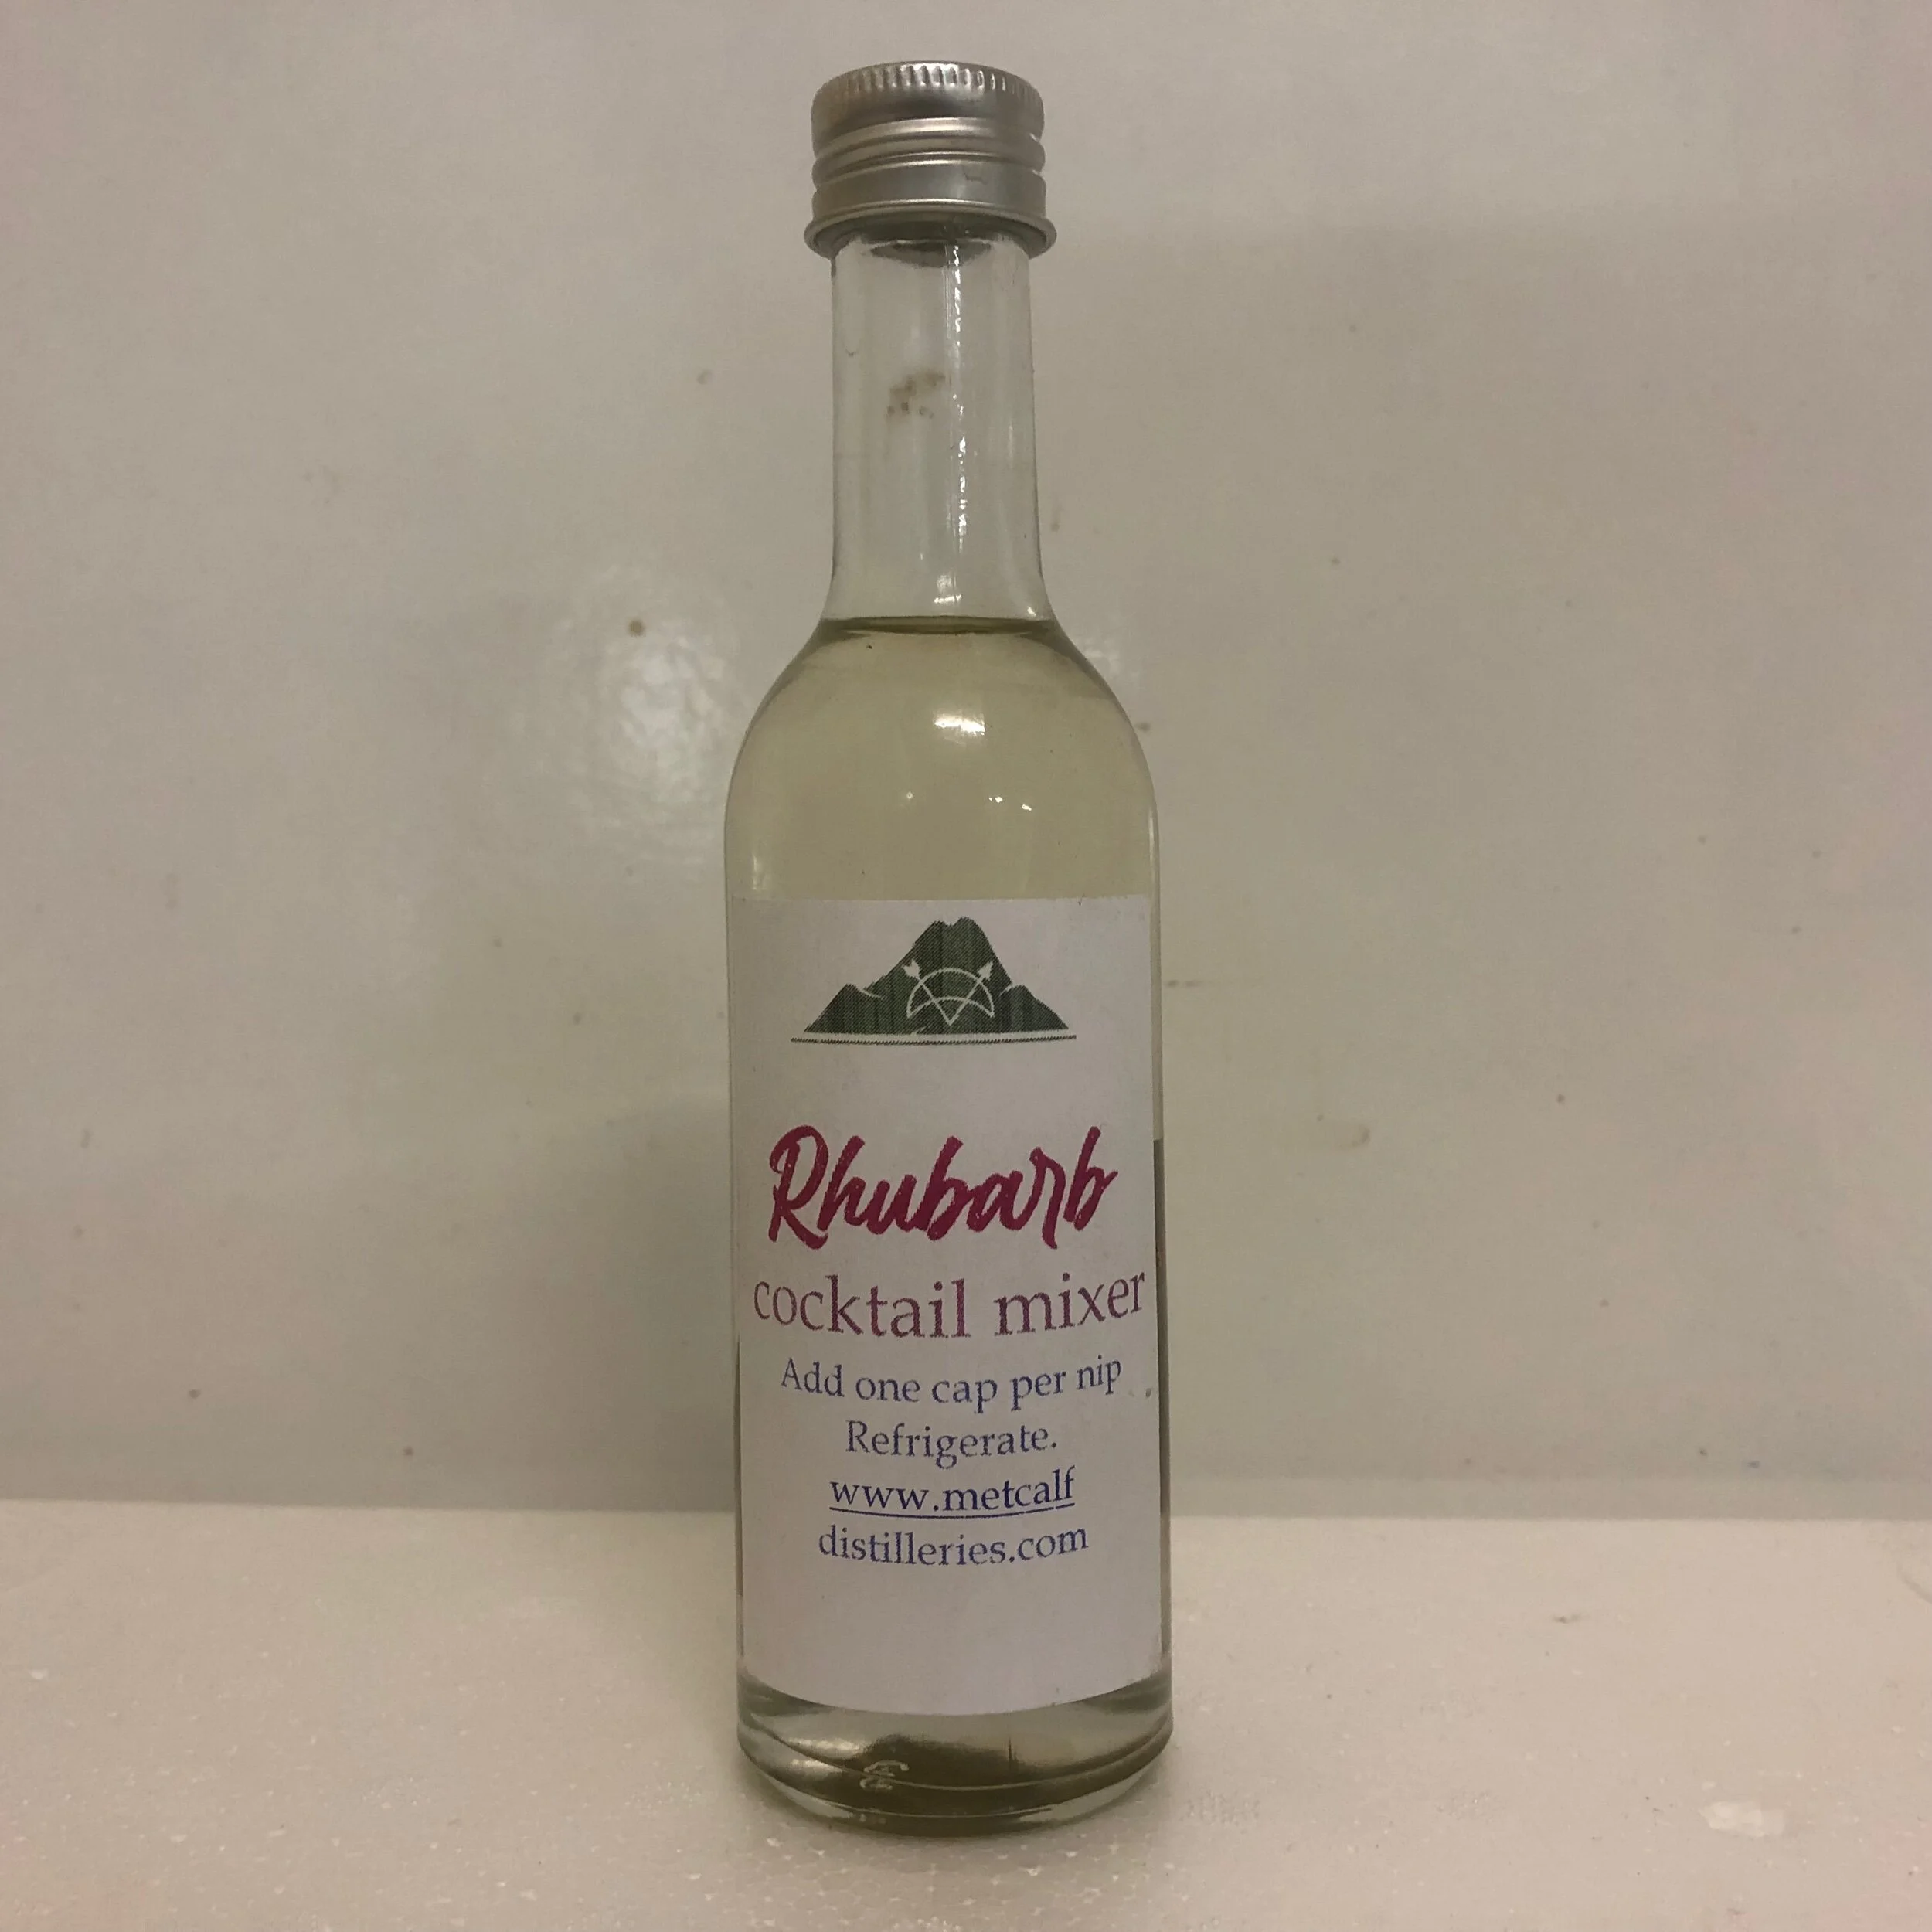 Rhubarb
cocktail mixer
Add one cap per nip
Refrigerate.
www.metcalf
distilleries.com